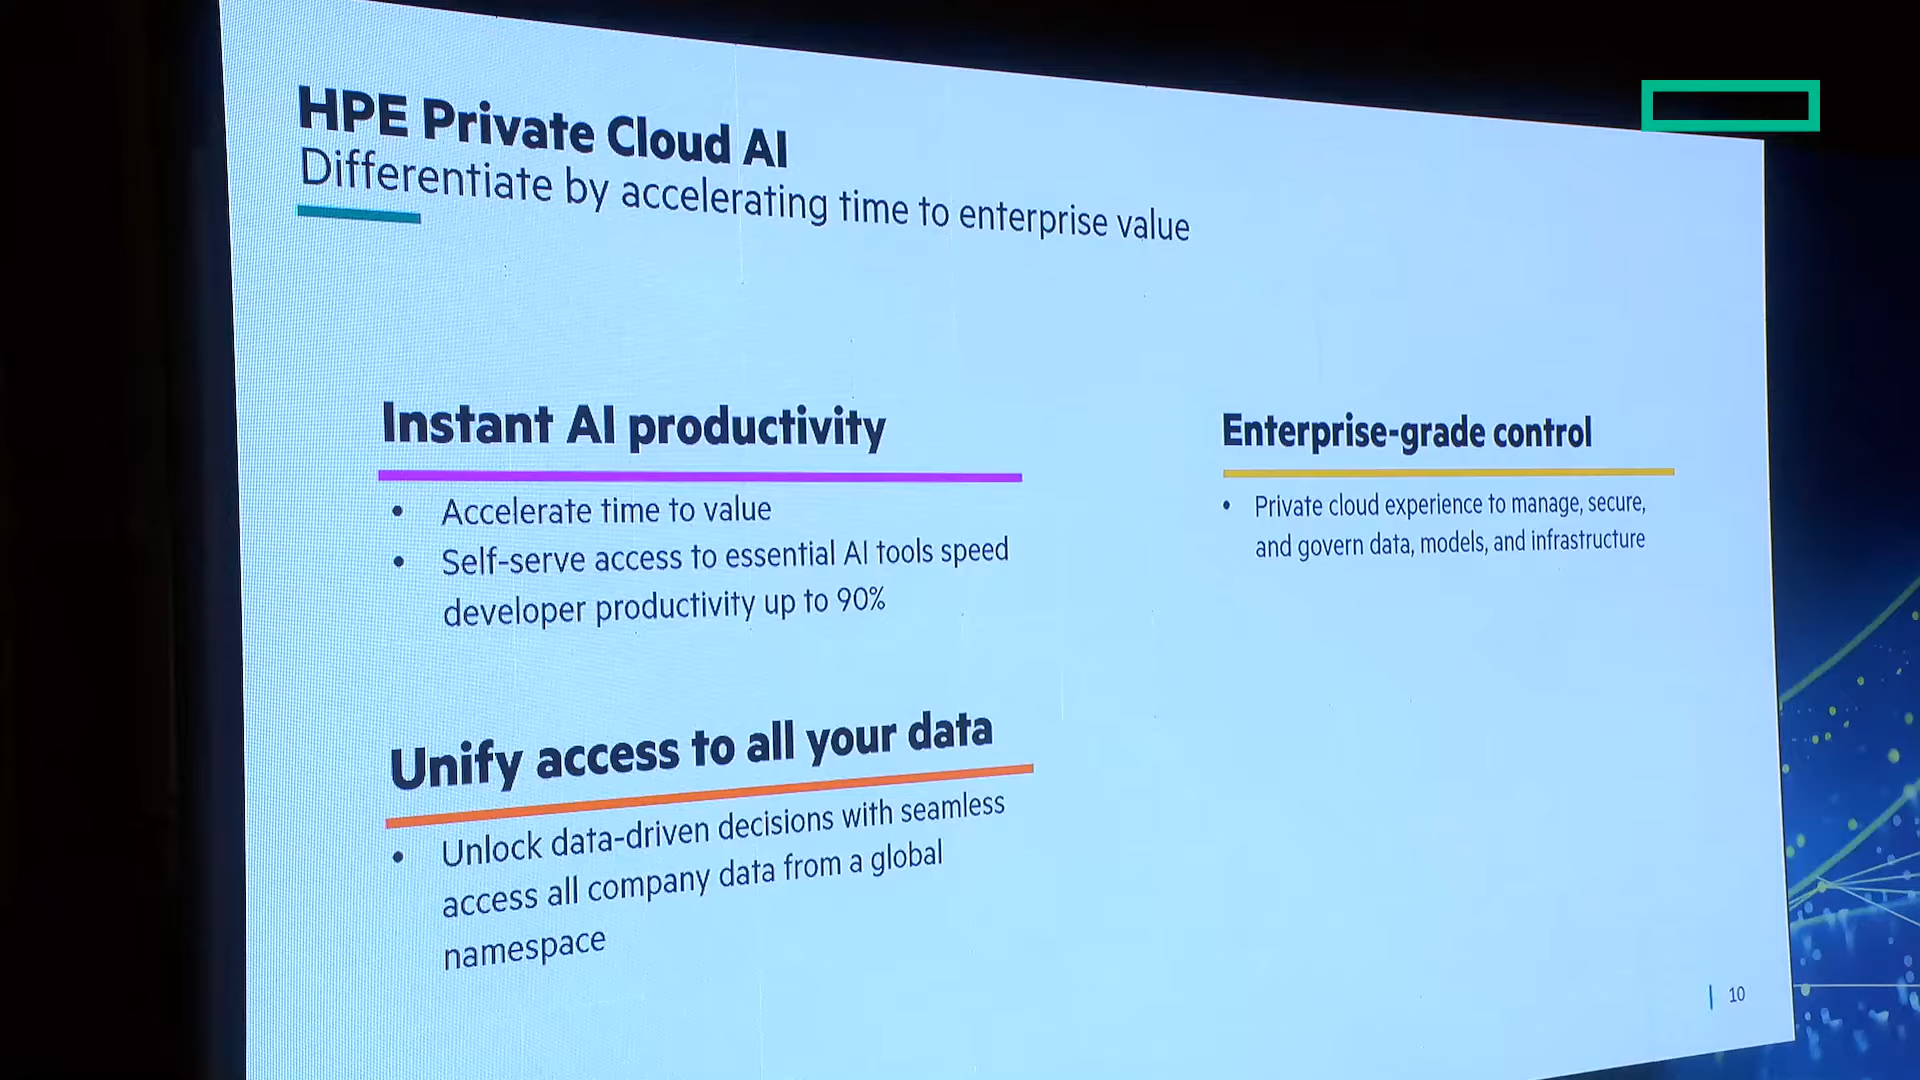 HPE Private Cloud AI
Differentiate by accelerating time to enterprise value
Instant AI productivity
• Accelerate time to value
• Self-serve access to essential AI tools speed
developer productivity up to 90%
Unify access to all your data
• Unlock data-driven decisions with seamless
access all company data from a global
namespace
Enterprise-grade control
• Private cloud experience to manage, secure,
and govern data, models, and infrastructure
| 10